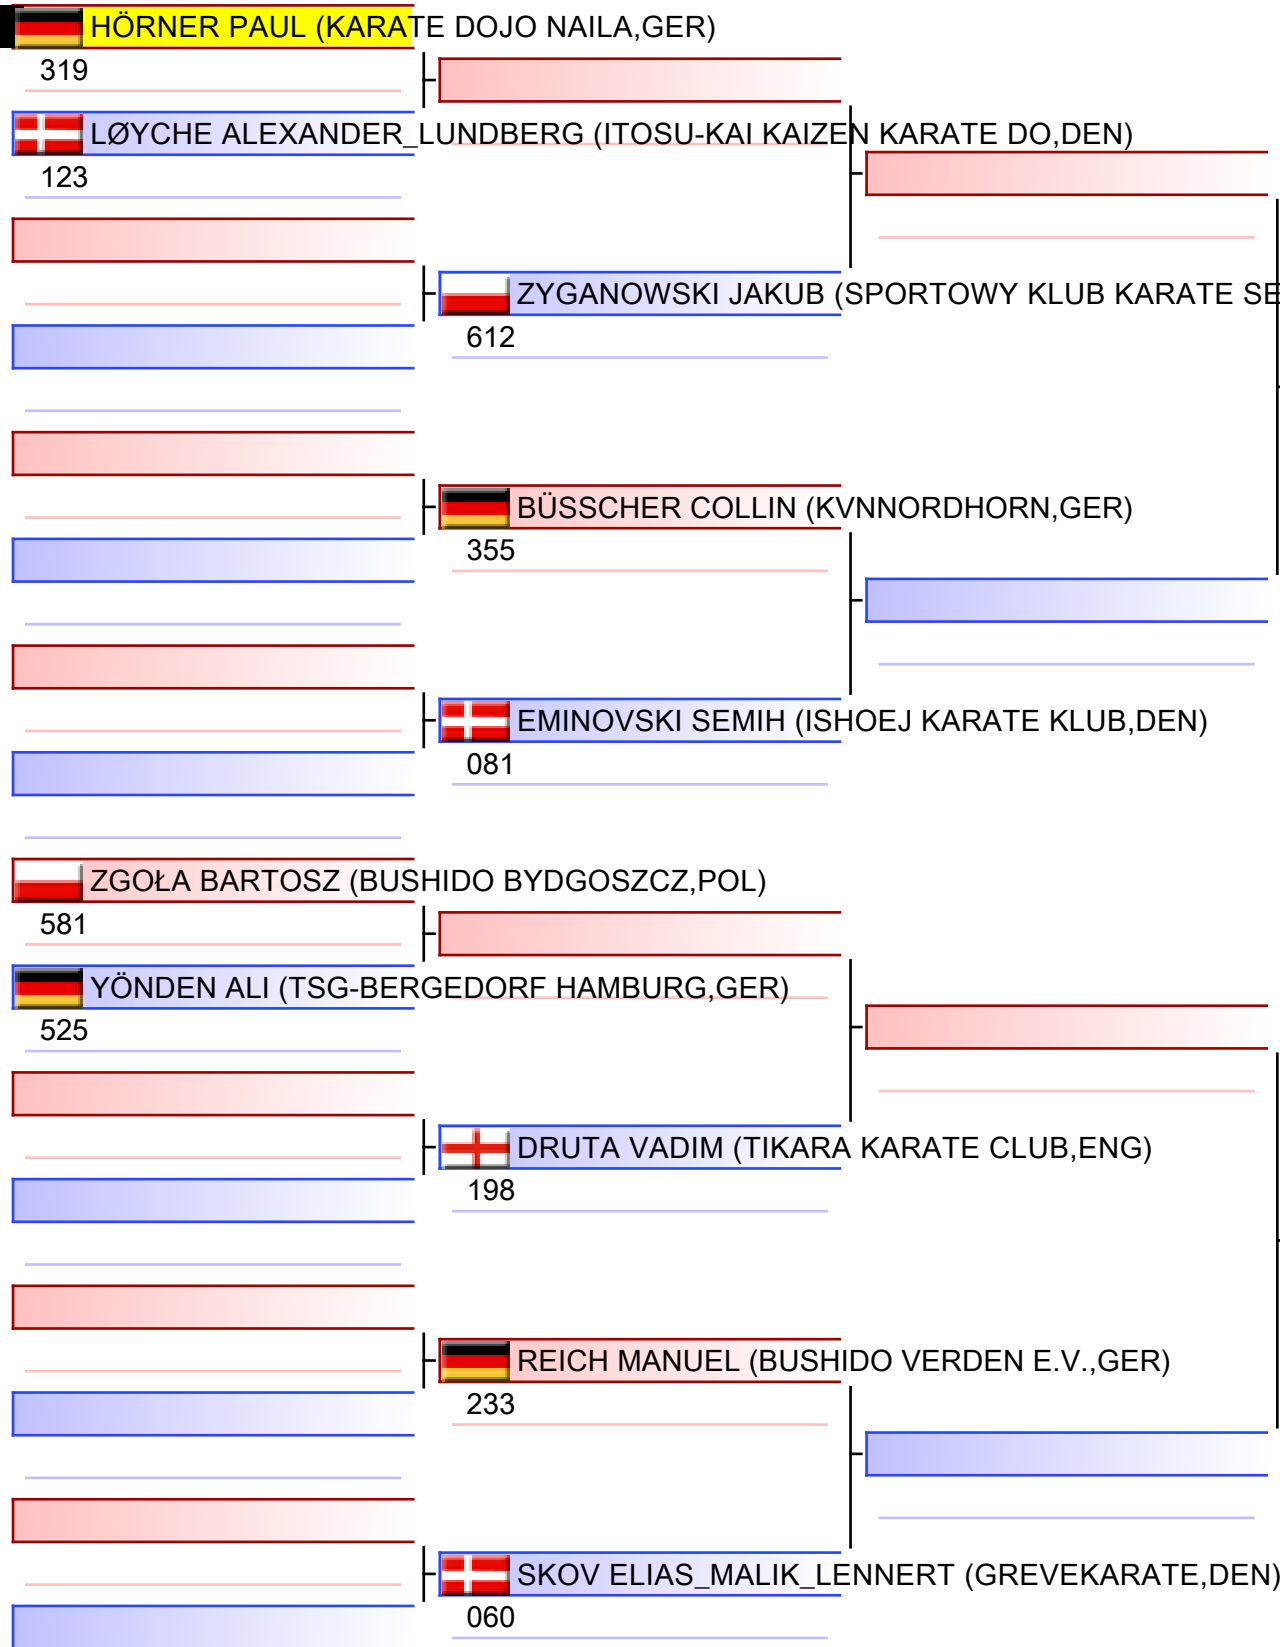 HÖRNER PAUL (KARATE DOJO NAILA,GER)
319
LØYCHE ALEXANDER_LUNDBERG (ITOSU-KAI KAIZEN KARATE DO,DEN)
123
ZYGANOWSKI JAKUB (SPORTOWY KLUB KARATE SE
612
BÜSSCHER COLLIN (KVNNORDHORN,GER)
355
EMINOVSKI SEMIH (ISHOEJ KARATE KLUB,DEN)
081
ZGOŁA BARTOSZ (BUSHIDO BYDGOSZCZ,POL)
581
YÖNDEN ALI (TSG-BERGEDORF HAMBURG,GER)
525
DRUTA VADIM (TIKARA KARATE CLUB,ENG)
198
REICH MANUEL (BUSHIDO VERDEN E.V.,GER)
233
SKOV ELIAS_MALIK_LENNERT (GREVEKARATE,DEN)
060